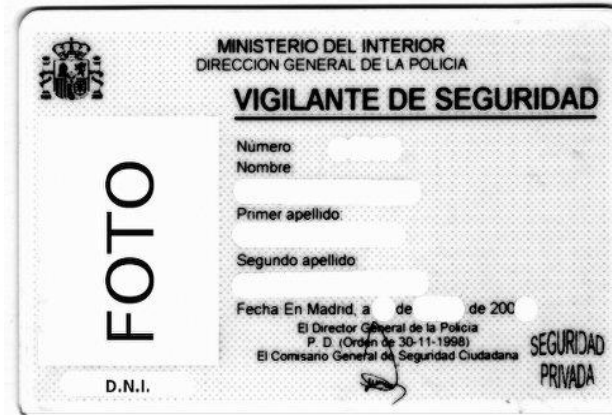 MINISTERIO DEL INTERIOR
DIRECCION GENERAL DE LA POLICIA
VIGILANTE DE SEGURIDAD
FOTO
Número
Nombre
Primer apellido
Segundo apellido
Fecha En Madrid, a de de 200
El Director General de la Policia
P. D. (Orden de 30-11-1998)
El Comisario General de Seguridad Ciudadana
SEGURIDAD
PRIVADA
D.N.I.